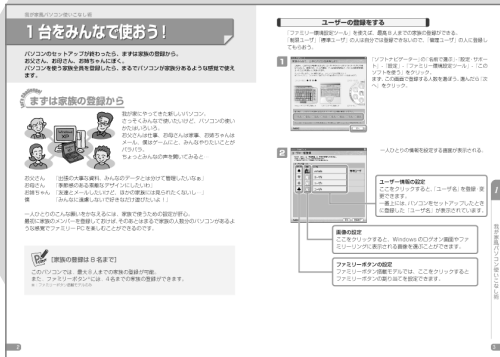 我が家風パソコン使いこなし術
1台をみんなで使おう!
パソコンのセットアップが終わったら、まずは家族の登録から。
お父さん、お母さん、お姉ちゃんにぼく。
パソコンを使う家族全員を登録したら、まるでパソコンが家族分あるような感覚で使え
ます。
まずは家族の登録から
我が家にやってきた新しいパソコン。
さっそくみんなで使いたいけど、パソコンの使い
かたはいろいろ。
お父さんは仕事、お母さんは家事、お姉ちゃんは
メール、僕はゲームにと、みんなやりたいことが
バラバラ。
ちょっとみんなの声を聞いてみると…
お父さん 「仕事の大事な資料、みんなのデータとは分けて整理したいなぁ」
お母さん 「季節感のある素敵なデザインにしたいわ」
お姉ちゃん 「友達とメールしたいけど、ほかの家族には見られたくないし…」
僕 「みんなに遠慮しないで好きなだけ遊びたいよ!」
一人ひとりのこんな願いをかなえるには、家族で使うための設定が肝心。
最初に家族のメンバーを登録しておけば、そのあとはまるで家族の人数分のパソコンがあるよ
うな感覚でファミリーPCを楽しむことができるのです。
[家族の登録は8名まで]
このパソコンでは、最大8人までの家族の登録が可能。
また、ファミリーボタン*には、4名までの家族の登録ができます。
*:ファミリーボタン搭載モデルのみ
2
ユーザーの登録をする
「ファミリー環境設定ツール」を使えば、最高8人までの家族の登録ができる。
「制限ユーザ」「標準ユーザ」の人は自分では登録できないので、「管理ユーザ」の人に登録し
てもらおう。
1
「ソフトナビゲーター」の「名前で選ぶ」-「設定・サポー
ト」-「設定」-「ファミリー環境設定ツール」-「この
ソフトを使う」をクリック。
まず、この画面で登録する人数を選ぼう。選んだら「次
へ」をクリック。
2
一人ひとりの情報を設定する画面が表示される。
ユーザー情報の設定
ここをクリックすると、「ユーザ名」を登録・変
更できます。
一番上には、パソコンをセットアップしたとき
に登録した「ユーザ名」が表示されています。
画像の設定
ここをクリックすると、Windowsのログオン画面やファ
ミリーリングに表示される画像を選ぶことができます。
ファミリーボタンの設定
ファミリーボタン搭載モデルでは、ここをクリックすると
ファミリーボタンの割り当てを設定できます。
1
我が家風パソコン使いこなし術
3